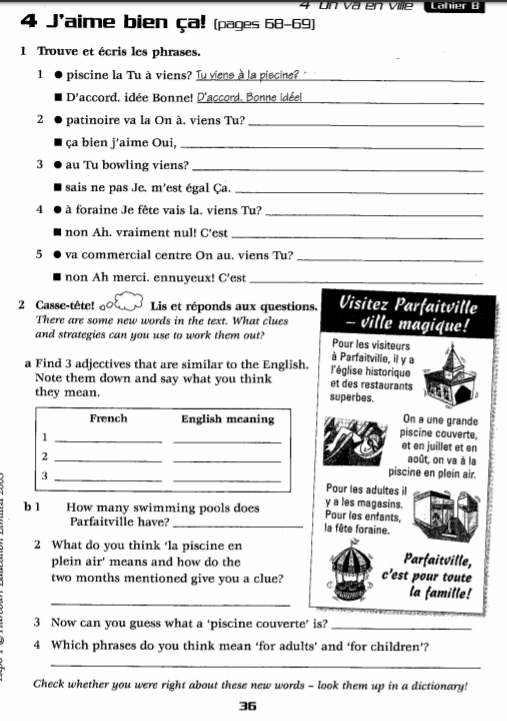 4 On va en ville
Cahier B
4 J'aime bien ça! (pages 68–69)
1 Trouve et écris les phrases.
1 ● piscine la Tu à viens? Tu viens à la piscine?
■ D'accord. idée Bonne! D'accord. Bonne idée!
2 ● patinoire va la On à. viens Tu?
■ ça bien j'aime Oui,
3 ● au Tu bowling viens?
■ sais ne pas Je. m'est égal Ça.
4 ● à foraine Je fête vais la. viens Tu?
■ non Ah. vraiment nul! C'est
5 ● va commercial centre On au. viens Tu?
■ non Ah merci. ennuyeux! C'est
2 Casse-tête! Lis et réponds aux questions.
There are some new words in the text. What clues
and strategies can you use to work them out?
a Find 3 adjectives that are similar to the English.
Note them down and say what you think
they mean.
French English meaning
1
2
3
b 1 How many swimming pools does
Parfaitville have?
2 What do you think 'la piscine en
plein air' means and how do the
two months mentioned give you a clue?
3 Now can you guess what a 'piscine couverte' is?
4 Which phrases do you think mean 'for adults' and 'for children'?
Check whether you were right about these new words – look them up in a dictionary!
Visitez Parfaitville
– ville magique!
Pour les visiteurs
à Parfaitville, il y a
l'église historique
et des restaurants
superbes.
On a une grande
piscine couverte,
et en juillet et en
août, on va à la
piscine en plein air.
Pour les adultes il
y a les magasins.
Pour les enfants,
la fête foraine.
Parfaitville,
c'est pour toute
la famille!
36